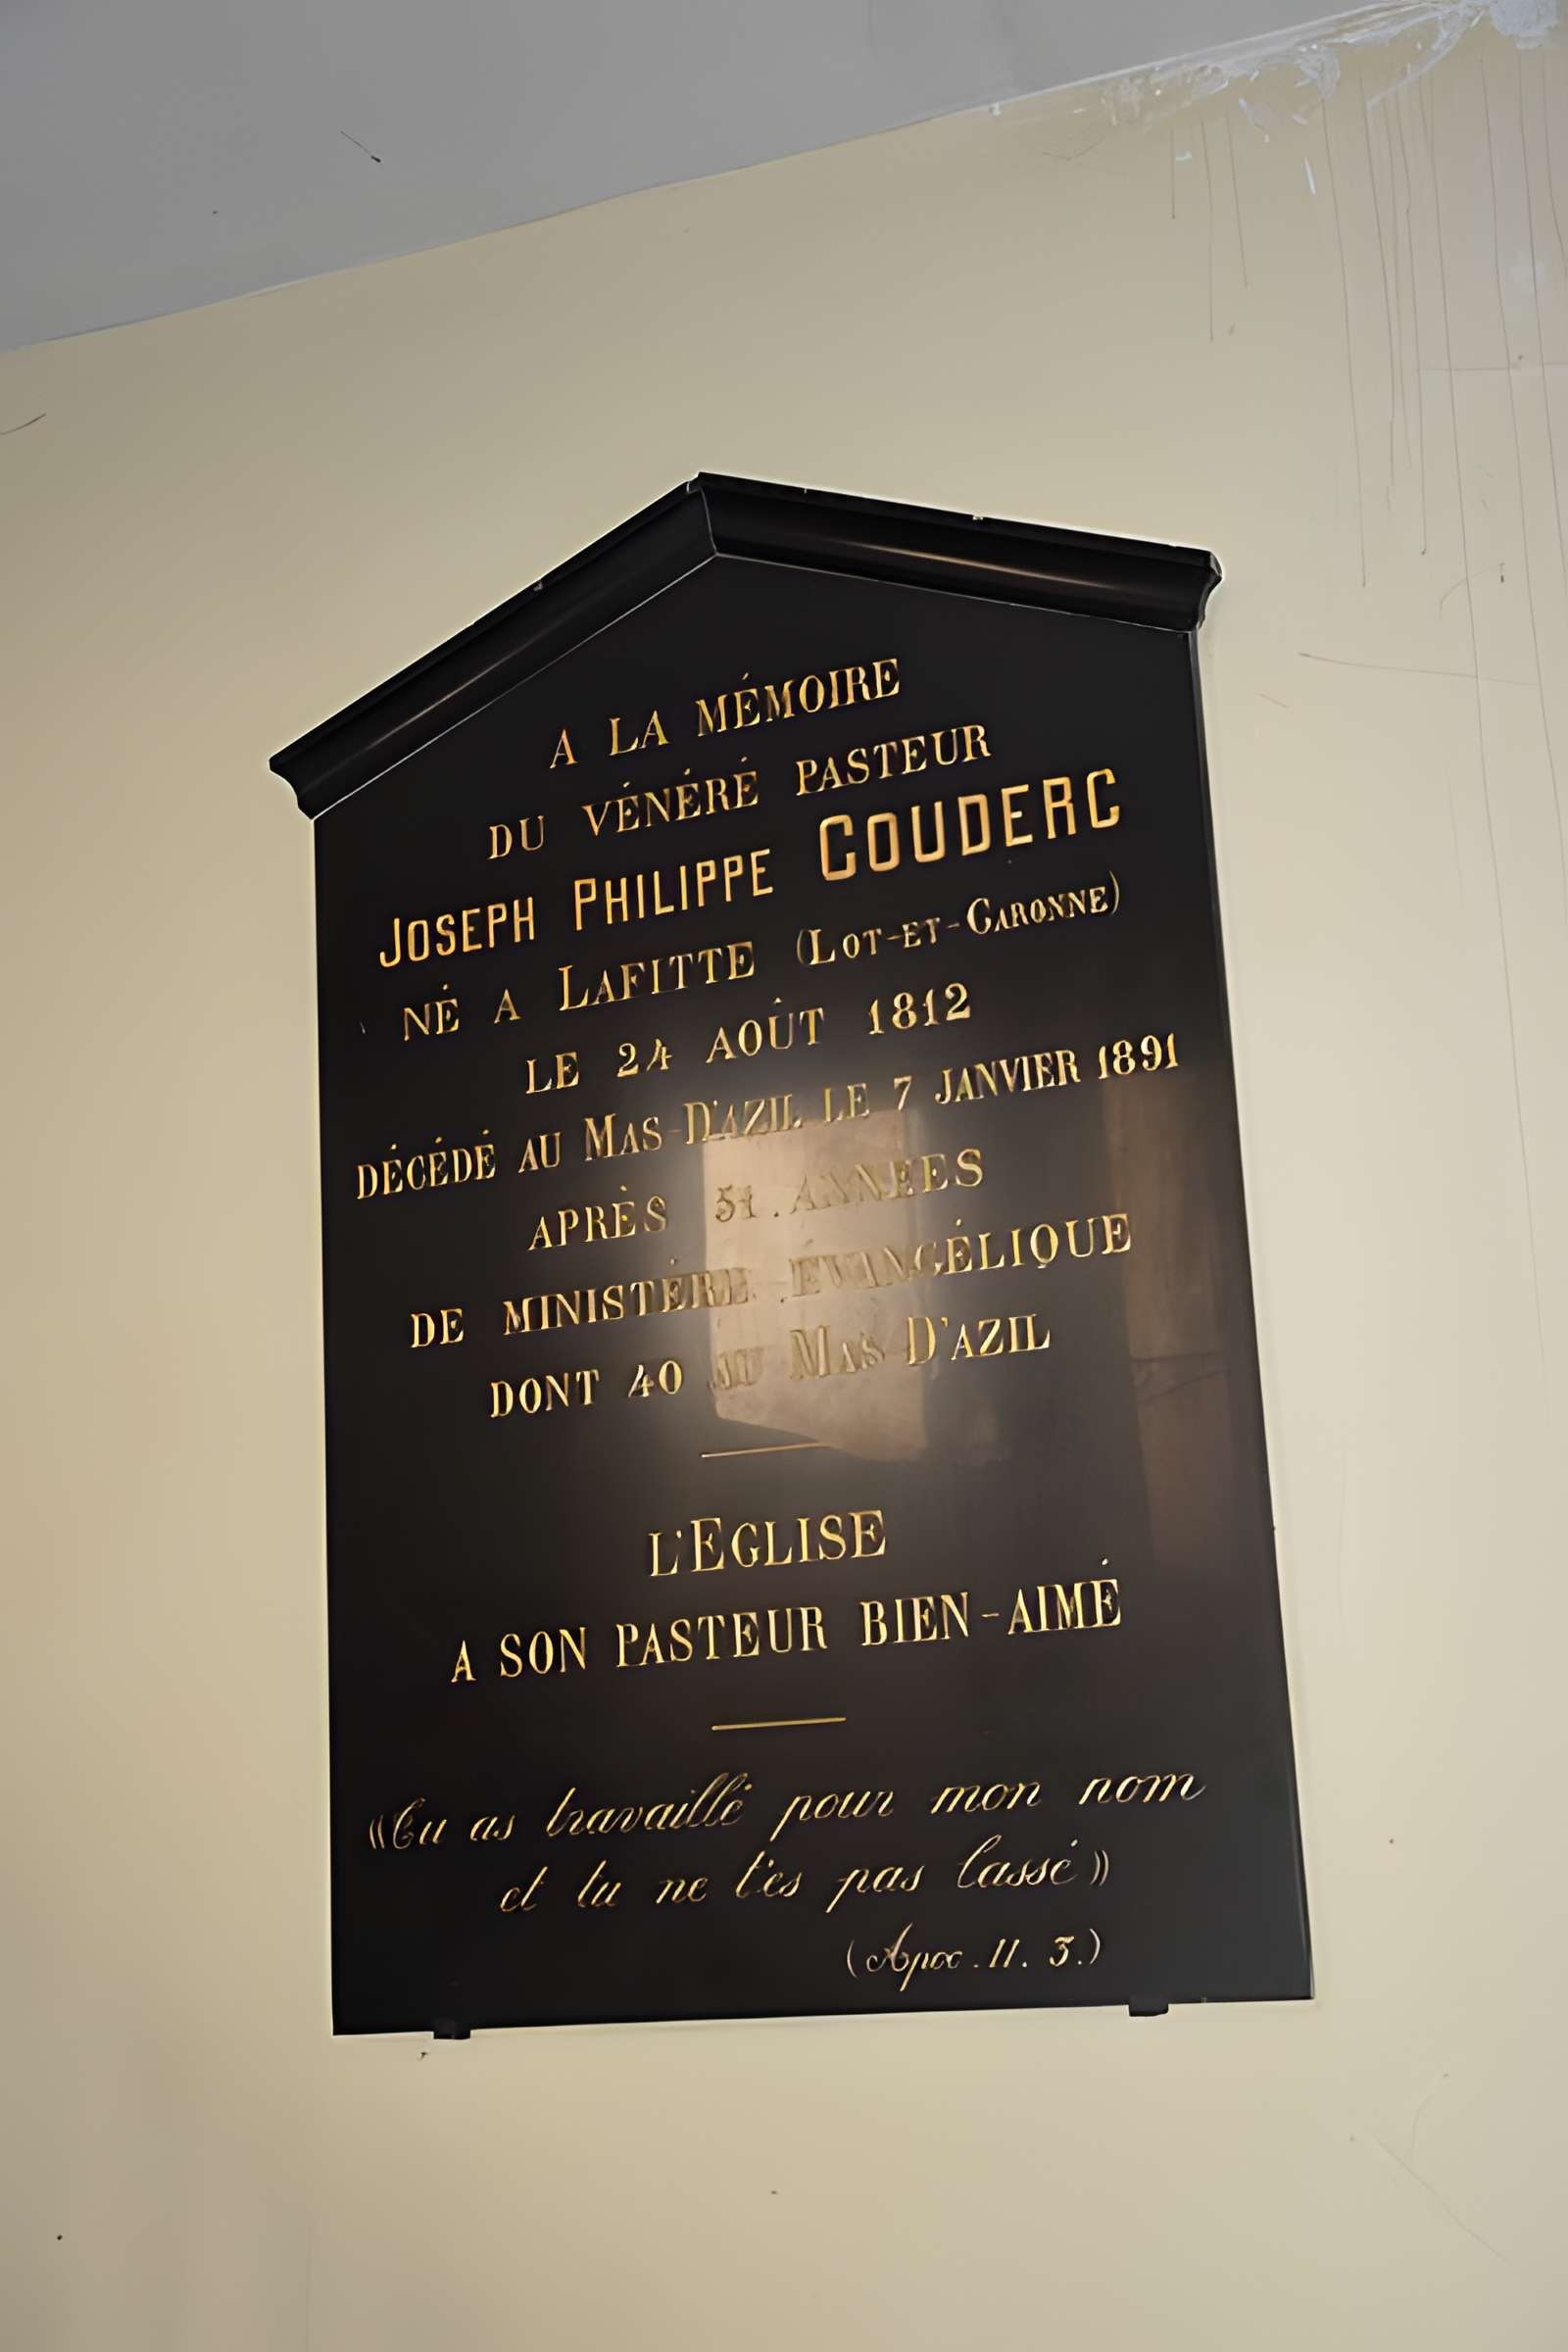 A LA MÉMOIRE
DU VÉNÉRÉ PASTEUR
JOSEPH PHILIPPE COUDERC
NÉ A LAFITTE (LOT-ET-GARONNE)
LE 24 AOÛT 1812
DÉCÉDÉ AU MAS-D'AZIL LE 7 JANVIER 1891
APRÈS 51 ANNÉES
DE MINISTÈRE ÉVANGÉLIQUE
DONT 40 AU MAS D'AZIL
L'EGLISE
A SON PASTEUR BIEN-AIMÉ
«Tu as travaillé pour mon nom
et tu ne t'es pas lassé»
(Apoc. II. 3.)